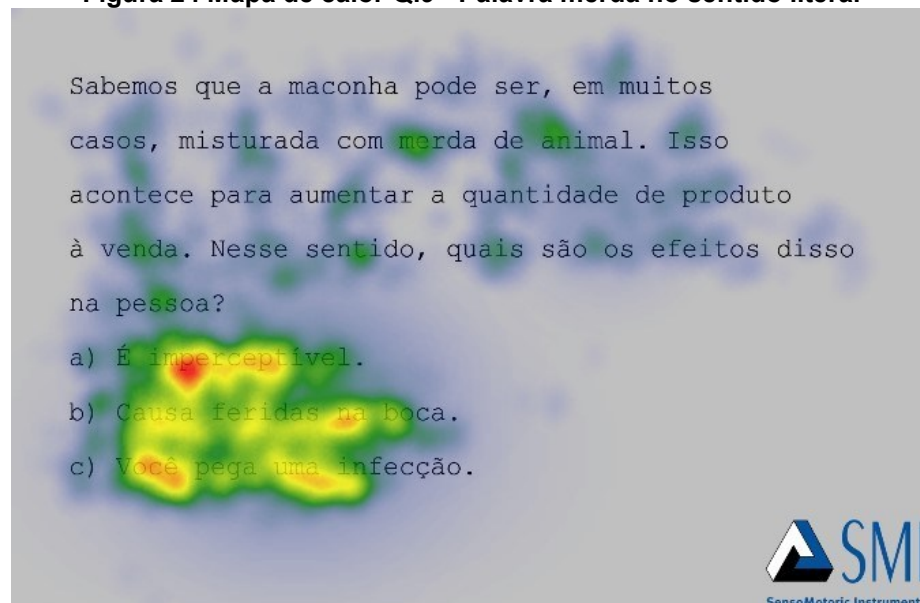 Sabemos que a maconha pode ser, em muitos
casos, misturada com merda de animal. Isso
acontece para aumentar a quantidade de produto
à venda. Nesse sentido, quais são os efeitos disso
na pessoa?
a) É imperceptível.
b) Causa feridas na boca.
c) Você pega uma infecção.
SMI